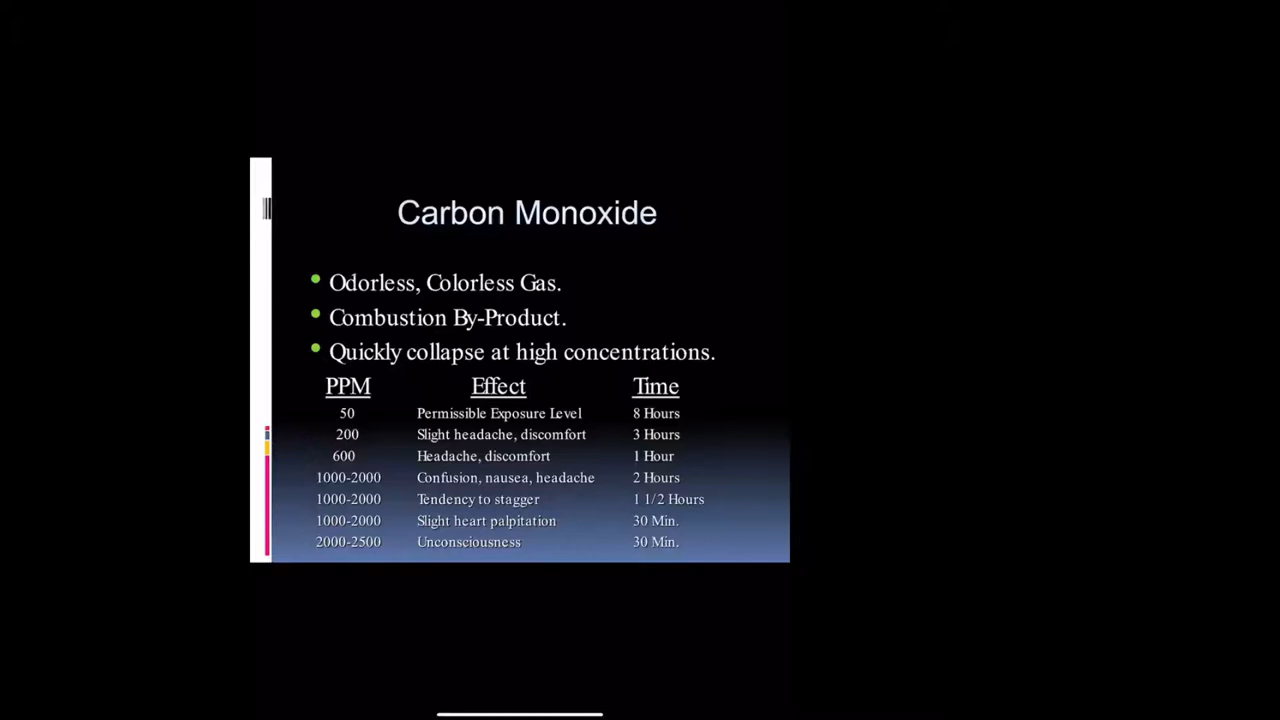 Carbon Monoxide
Odorless, Colorless Gas.
Combustion By-Product.
Quickly collapse at high concentrations.
PPM Effect Time
50 Permissible Exposure Level 8 Hours
200 Slight headache, discomfort 3 Hours
600 Headache, discomfort 1 Hour
1000-2000 Confusion, nausea, headache 2 Hours
1000-2000 Tendency to stagger 1 1/2 Hours
1000-2000 Slight heart palpitation 30 Min.
2000-2500 Unconsciousness 30 Min.